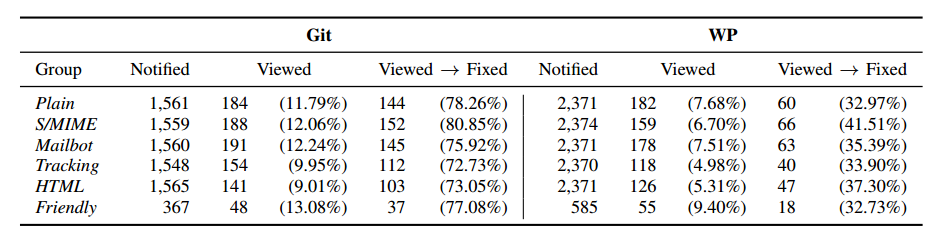 Git WP
Group Notified Viewed Viewed → Fixed Notified Viewed Viewed → Fixed
Plain 1,561 184 (11.79%) 144 (78.26%) 2,371 182 (7.68%) 60 (32.97%)
S/MIME 1,559 188 (12.06%) 152 (80.85%) 2,374 159 (6.70%) 66 (41.51%)
Mailbot 1,560 191 (12.24%) 145 (75.92%) 2,371 178 (7.51%) 63 (35.39%)
Tracking 1,548 154 (9.95%) 112 (72.73%) 2,370 118 (4.98%) 40 (33.90%)
HTML 1,565 141 (9.01%) 103 (73.05%) 2,371 126 (5.31%) 47 (37.30%)
Friendly 367 48 (13.08%) 37 (77.08%) 585 55 (9.40%) 18 (32.73%)